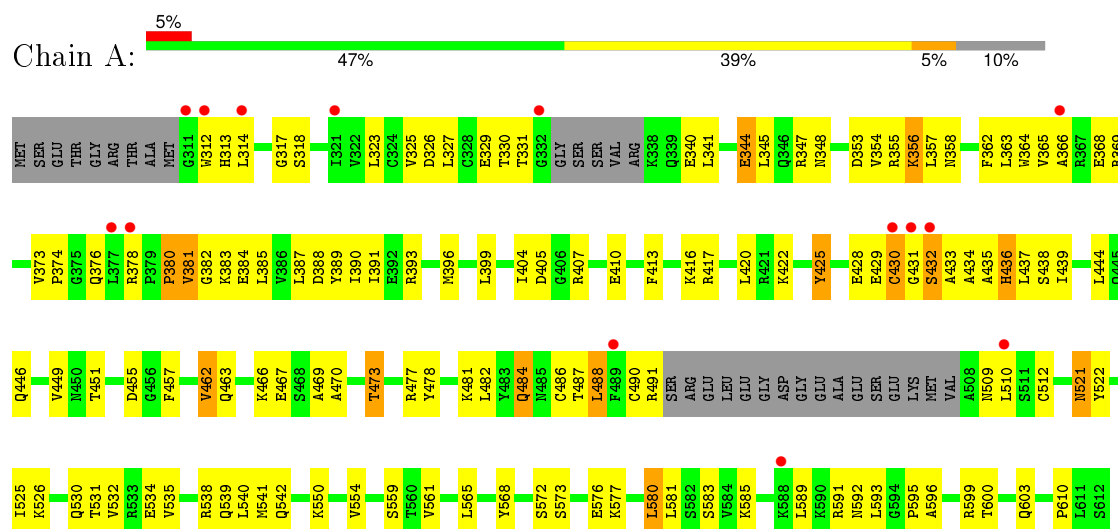 5%
Chain A:
47% 39% 5% 10%
MET SER GLU THR GLY ARG THR ALA MET G311 W312 H313 L314 G317 S318 I321 V322 L323 C324 V325 D326 L327 C328 E329 T330 T331 G332 GLY SER SER VAL ARG K338 Q339 E340 L341 E344 L345 Q346 R347 N348 D353 V354 R355 K356 L357 N358 F362 L363 W364 V365 A366 R367 E368
V373 P374 G375 Q376 L377 R378 P379 P380 V381 G382 K383 E384 L385 V386 L387 D388 Y389 I390 I391 E392 R393 M396 L399 I404 D405 G406 R407 E410 F413 K416 R417 L420 R421 K422 Y425 E428 E429 C430 G431 S432 A433 A434 A435 H436 L437 S438 I439 L444
Q446 V449 N450 T451 D455 G456 F457 V462 Q463 K466 E467 S468 A469 A470 T473 R477 Y478 K481 L482 Y483 Q484 N485 C486 T487 L488 F489 C490 R491 SER ARG GLU LEU GLU GLY ASP GLY GLU ALA GLU SER GLU LYS MET VAL A508 N509 L510 S511 C512 N521 Y522
I525 K526 Q530 T531 V532 R533 E534 V535 R538 Q539 L540 M541 Q542 K550 V554 S559 T560 V561 L565 Y568 S572 S573 E576 K577 L580 L581 S582 S583 V584 K585 K588 L589 K590 R591 N592 L593 G594 P595 A596 R599 T600 Q603 P610 L611 S612